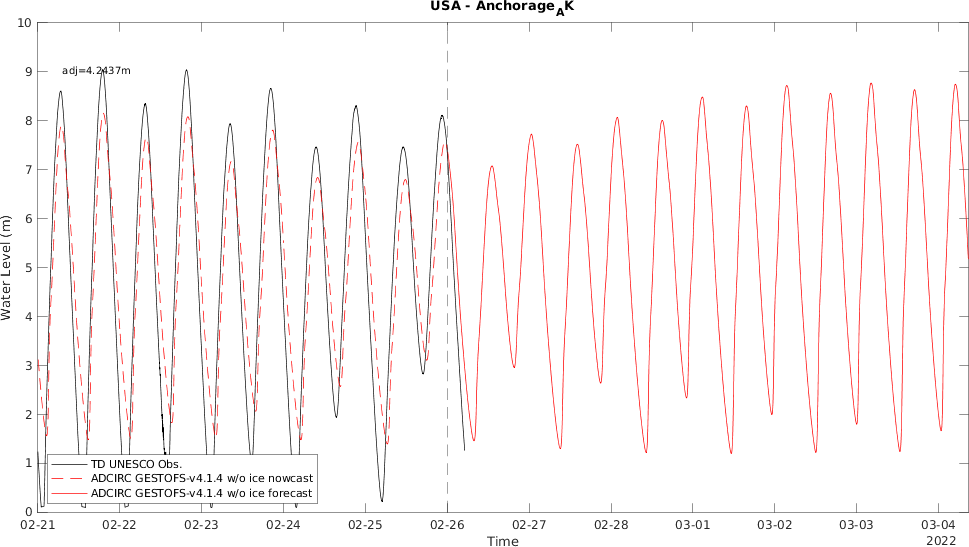 USA - Anchorage_AK
10
9
8
7
6
5
4
3
2
1
0
Water Level (m)
adj=4.2437m
TD UNESCO Obs.
ADCIRC GESTOFS-v4.1.4 w/o ice nowcast
ADCIRC GESTOFS-v4.1.4 w/o ice forecast
02-21 02-22 02-23 02-24 02-25 02-26 02-27 02-28 03-01 03-02 03-03 03-04
Time
2022